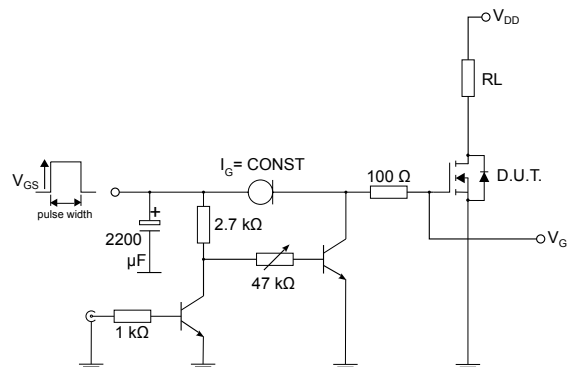 V_DD
RL
I_G= CONST
100 Ω
D.U.T.
V_GS
pulse width
+
2.7 kΩ
2200
μF
47 kΩ
V_G
1 kΩ